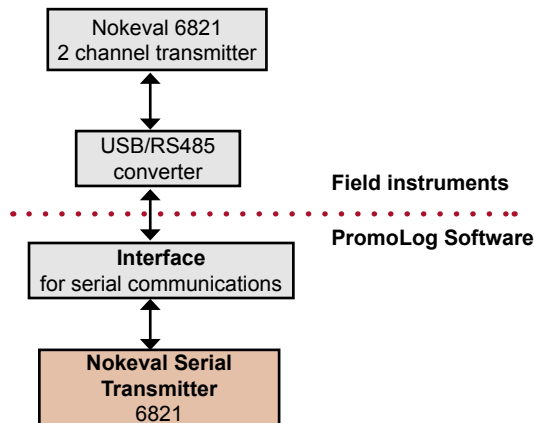 Nokeval 6821
2 channel transmitter
USB/RS485
converter
Field instruments
PromoLog Software
Interface
for serial communications
Nokeval Serial
Transmitter
6821